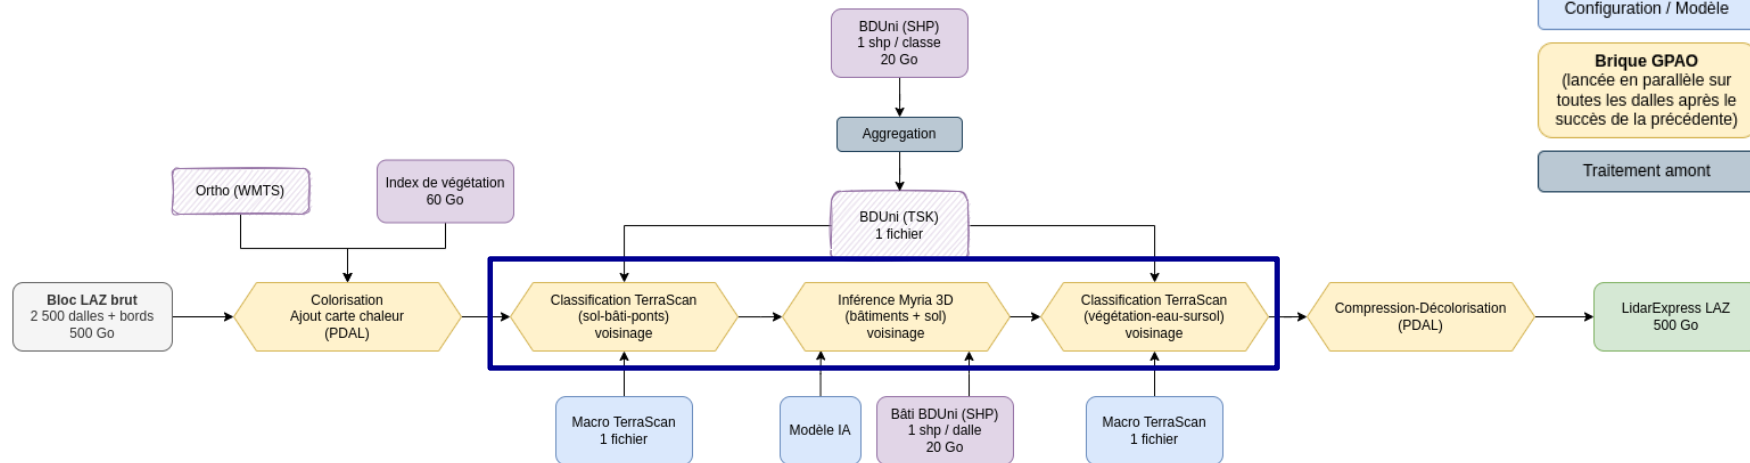 Configuration / Modèle
Brique GPAO
(lancée en parallèle sur
toutes les dalles après le
succès de la précédente)
Traitement amont
BDUni (SHP)
1 shp / classe
20 Go
Aggregation
BDUni (TSK)
1 fichier
Ortho (WMTS)
Index de végétation
60 Go
Bloc LAZ brut
2 500 dalles + bords
500 Go
Colorisation
Ajout carte chaleur
(PDAL)
Classification TerraScan
(sol-bâti-ponts)
voisinage
Inférence Myria 3D
(bâtiments + sol)
voisinage
Classification TerraScan
(végétation-eau-sursol)
voisinage
Compression-Décolorisation
(PDAL)
LidarExpress LAZ
500 Go
Macro TerraScan
1 fichier
Modèle IA
Bâti BDUni (SHP)
1 shp / dalle
20 Go
Macro TerraScan
1 fichier